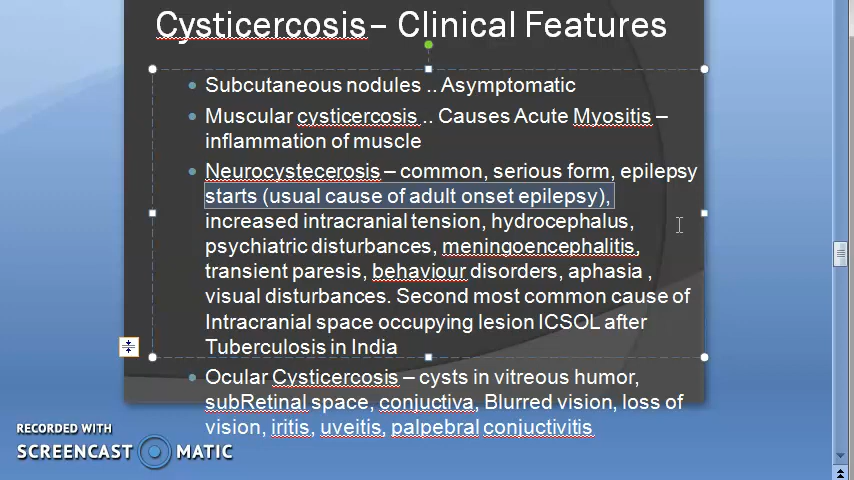 Cysticercosis – Clinical Features
Subcutaneous nodules .. Asymptomatic
Muscular cysticercosis .. Causes Acute Myositis –
inflammation of muscle
Neurocystecerosis – common, serious form, epilepsy
starts (usual cause of adult onset epilepsy),
increased intracranial tension, hydrocephalus,
psychiatric disturbances, meningoencephalitis,
transient paresis, behaviour disorders, aphasia ,
visual disturbances. Second most common cause of
Intracranial space occupying lesion ICSOL after
Tuberculosis in India
Ocular Cysticercosis – cysts in vitreous humor,
subRetinal space, conjuctiva, Blurred vision, loss of
vision, iritis, uveitis, palpebral conjuctivitis
RECORDED WITH
SCREENCAST MATIC